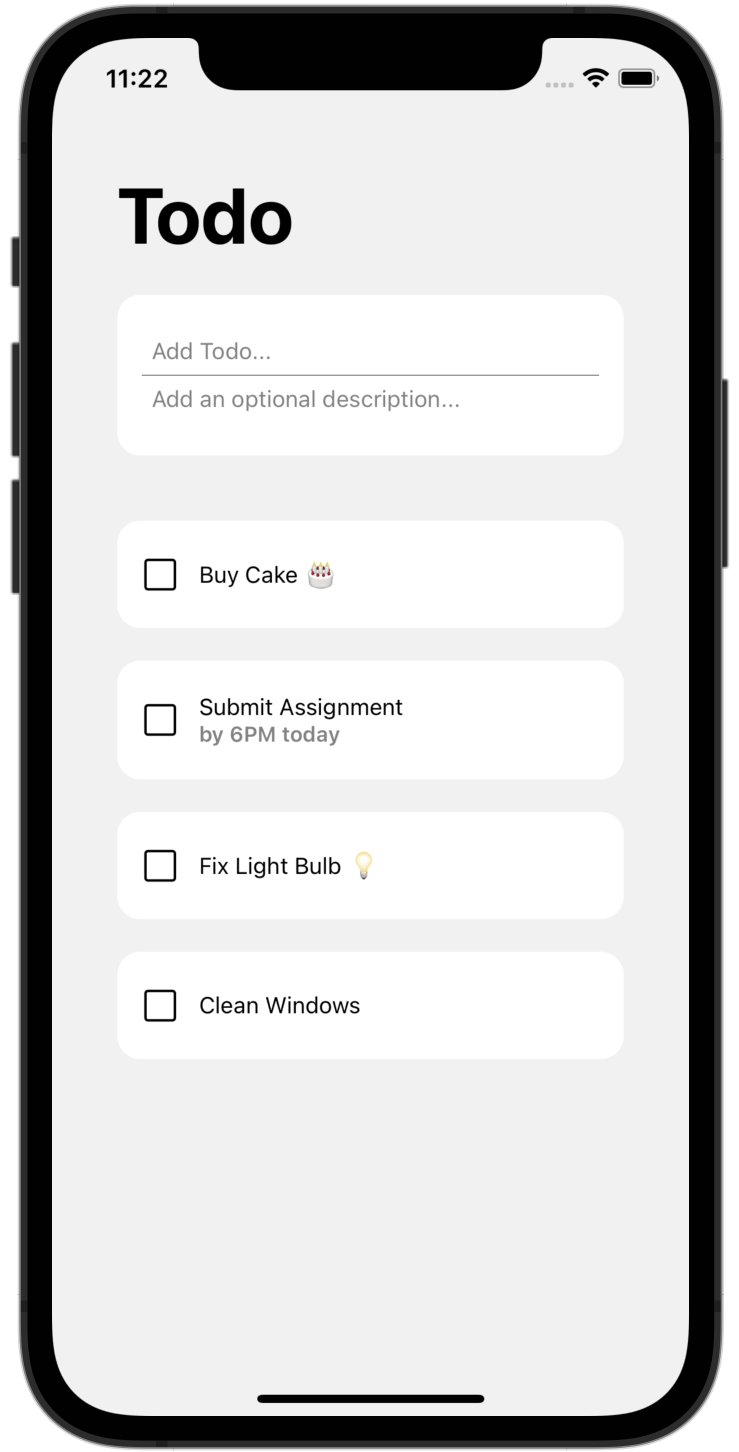 11:22
Todo
Add Todo...
Add an optional description...
Buy Cake 🎂
Submit Assignment
by 6PM today
Fix Light Bulb 💡
Clean Windows